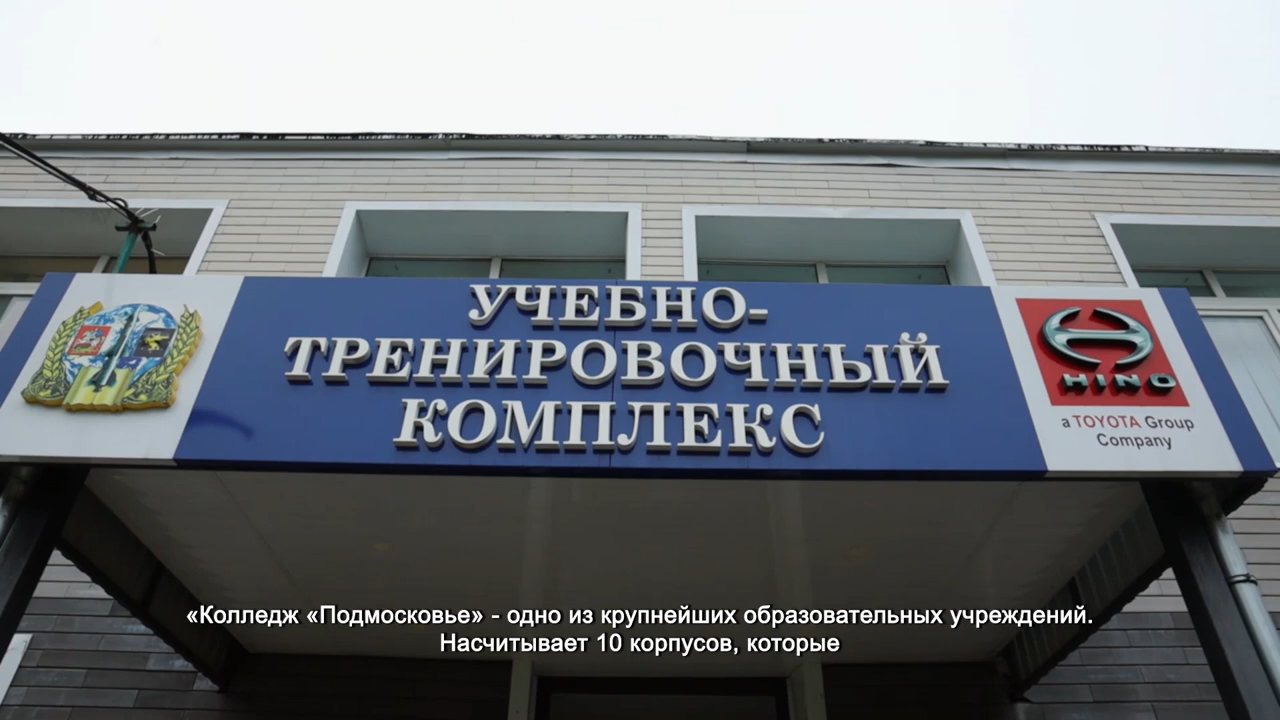 УЧЕБНО-
ТРЕНИРОВОЧНЫЙ
КОМПЛЕКС
HINO
a TOYOTA Group
Company
«Колледж «Подмосковье» - одно из крупнейших образовательных учреждений.
Насчитывает 10 корпусов, которые